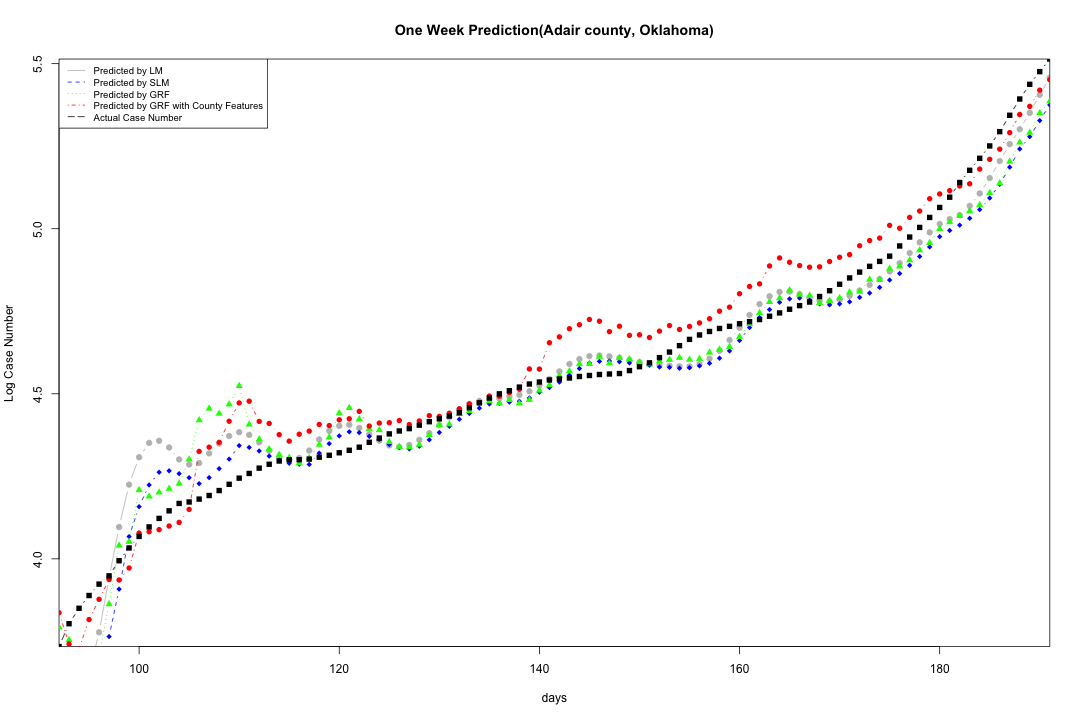 One Week Prediction(Adair county, Oklahoma)
5.5
Predicted by LM
Predicted by SLM
Predicted by GRF
Predicted by GRF with County Features
Actual Case Number
5.0
Log Case Number
4.5
4.0
100 120 140 160 180
days